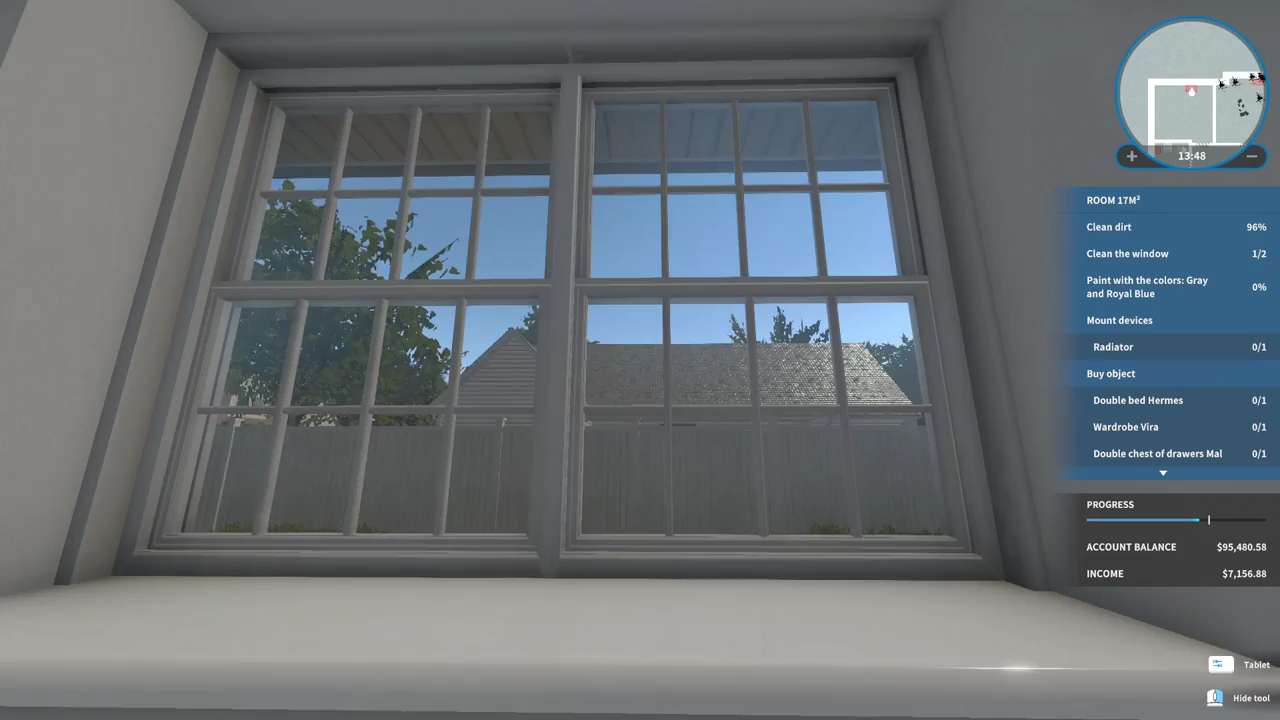 13:48
ROOM 17M²
Clean dirt 96%
Clean the window 1/2
Paint with the colors: Gray
and Royal Blue 0%
Mount devices
Radiator 0/1
Buy object
Double bed Hermes 0/1
Wardrobe Vira 0/1
Double chest of drawers Mal 0/1
PROGRESS
ACCOUNT BALANCE $95,480.58
INCOME $7,156.88
Tablet
Hide tool